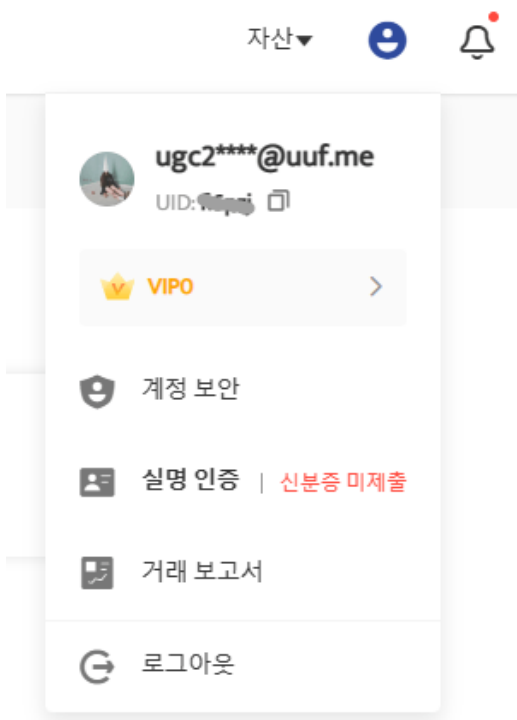 자산▼
ugc2****@uuf.me
UID:
VIP0
계정 보안
실명 인증 | 신분증 미제출
거래 보고서
로그아웃